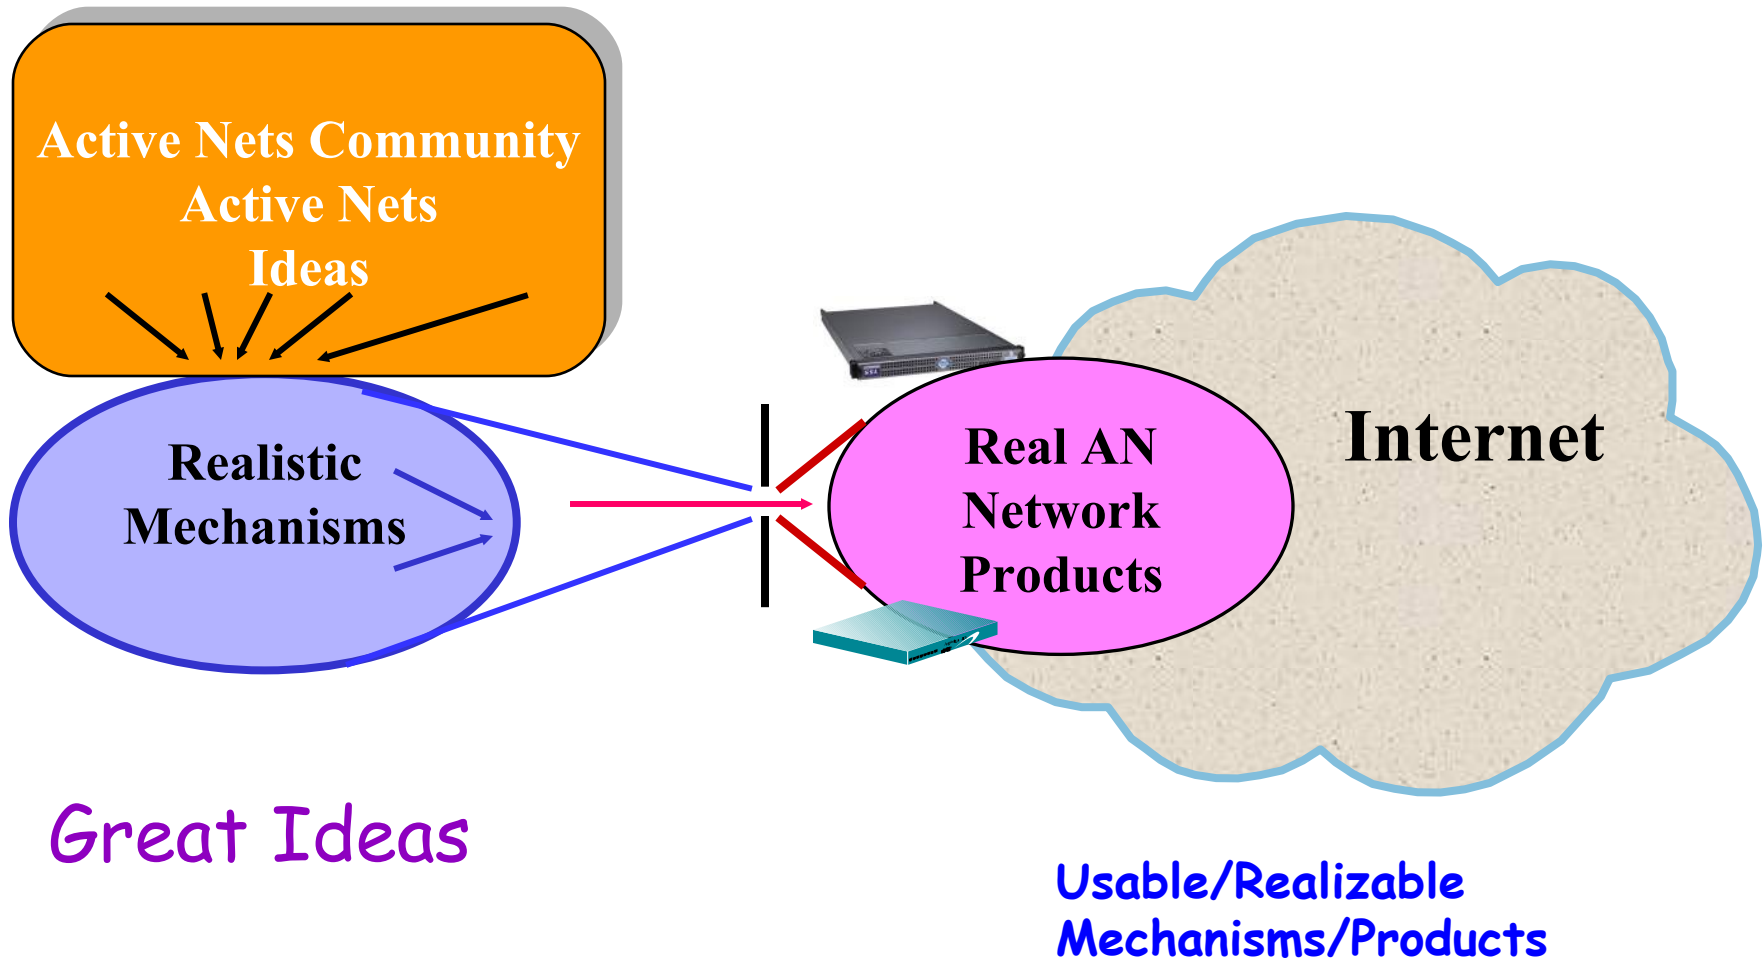 Active Nets Community
Active Nets
Ideas
Realistic
Mechanisms
Real AN
Network
Products
Internet
Great Ideas
Usable/Realizable
Mechanisms/Products